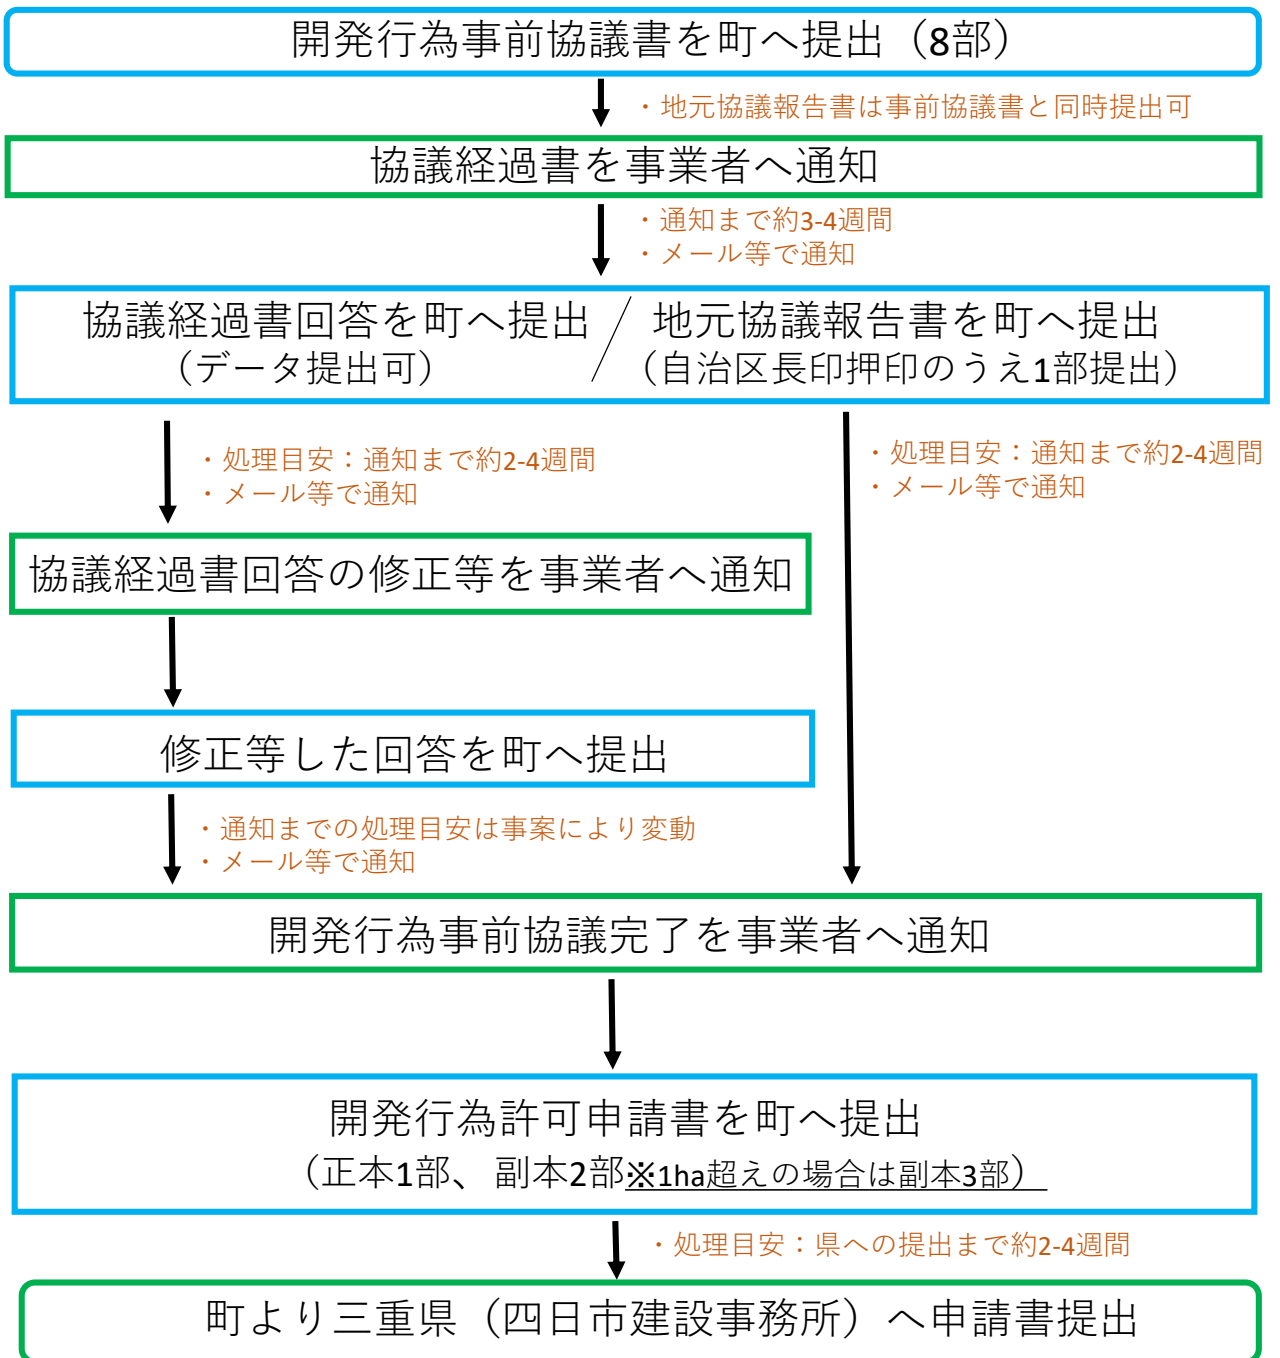 開発行為事前協議書を町へ提出（8部）
・地元協議報告書は事前協議書と同時提出可
協議経過書を事業者へ通知
・通知まで約3-4週間
・メール等で通知
協議経過書回答を町へ提出
（データ提出可）
地元協議報告書を町へ提出
（自治区長印押印のうえ1部提出）
・処理目安：通知まで約2-4週間
・メール等で通知
・処理目安：通知まで約2-4週間
・メール等で通知
協議経過書回答の修正等を事業者へ通知
修正等した回答を町へ提出
・通知までの処理目安は事案により変動
・メール等で通知
開発行為事前協議完了を事業者へ通知
開発行為許可申請書を町へ提出
（正本1部、副本2部※1ha超えの場合は副本3部）
・処理目安：県への提出まで約2-4週間
町より三重県（四日市建設事務所）へ申請書提出